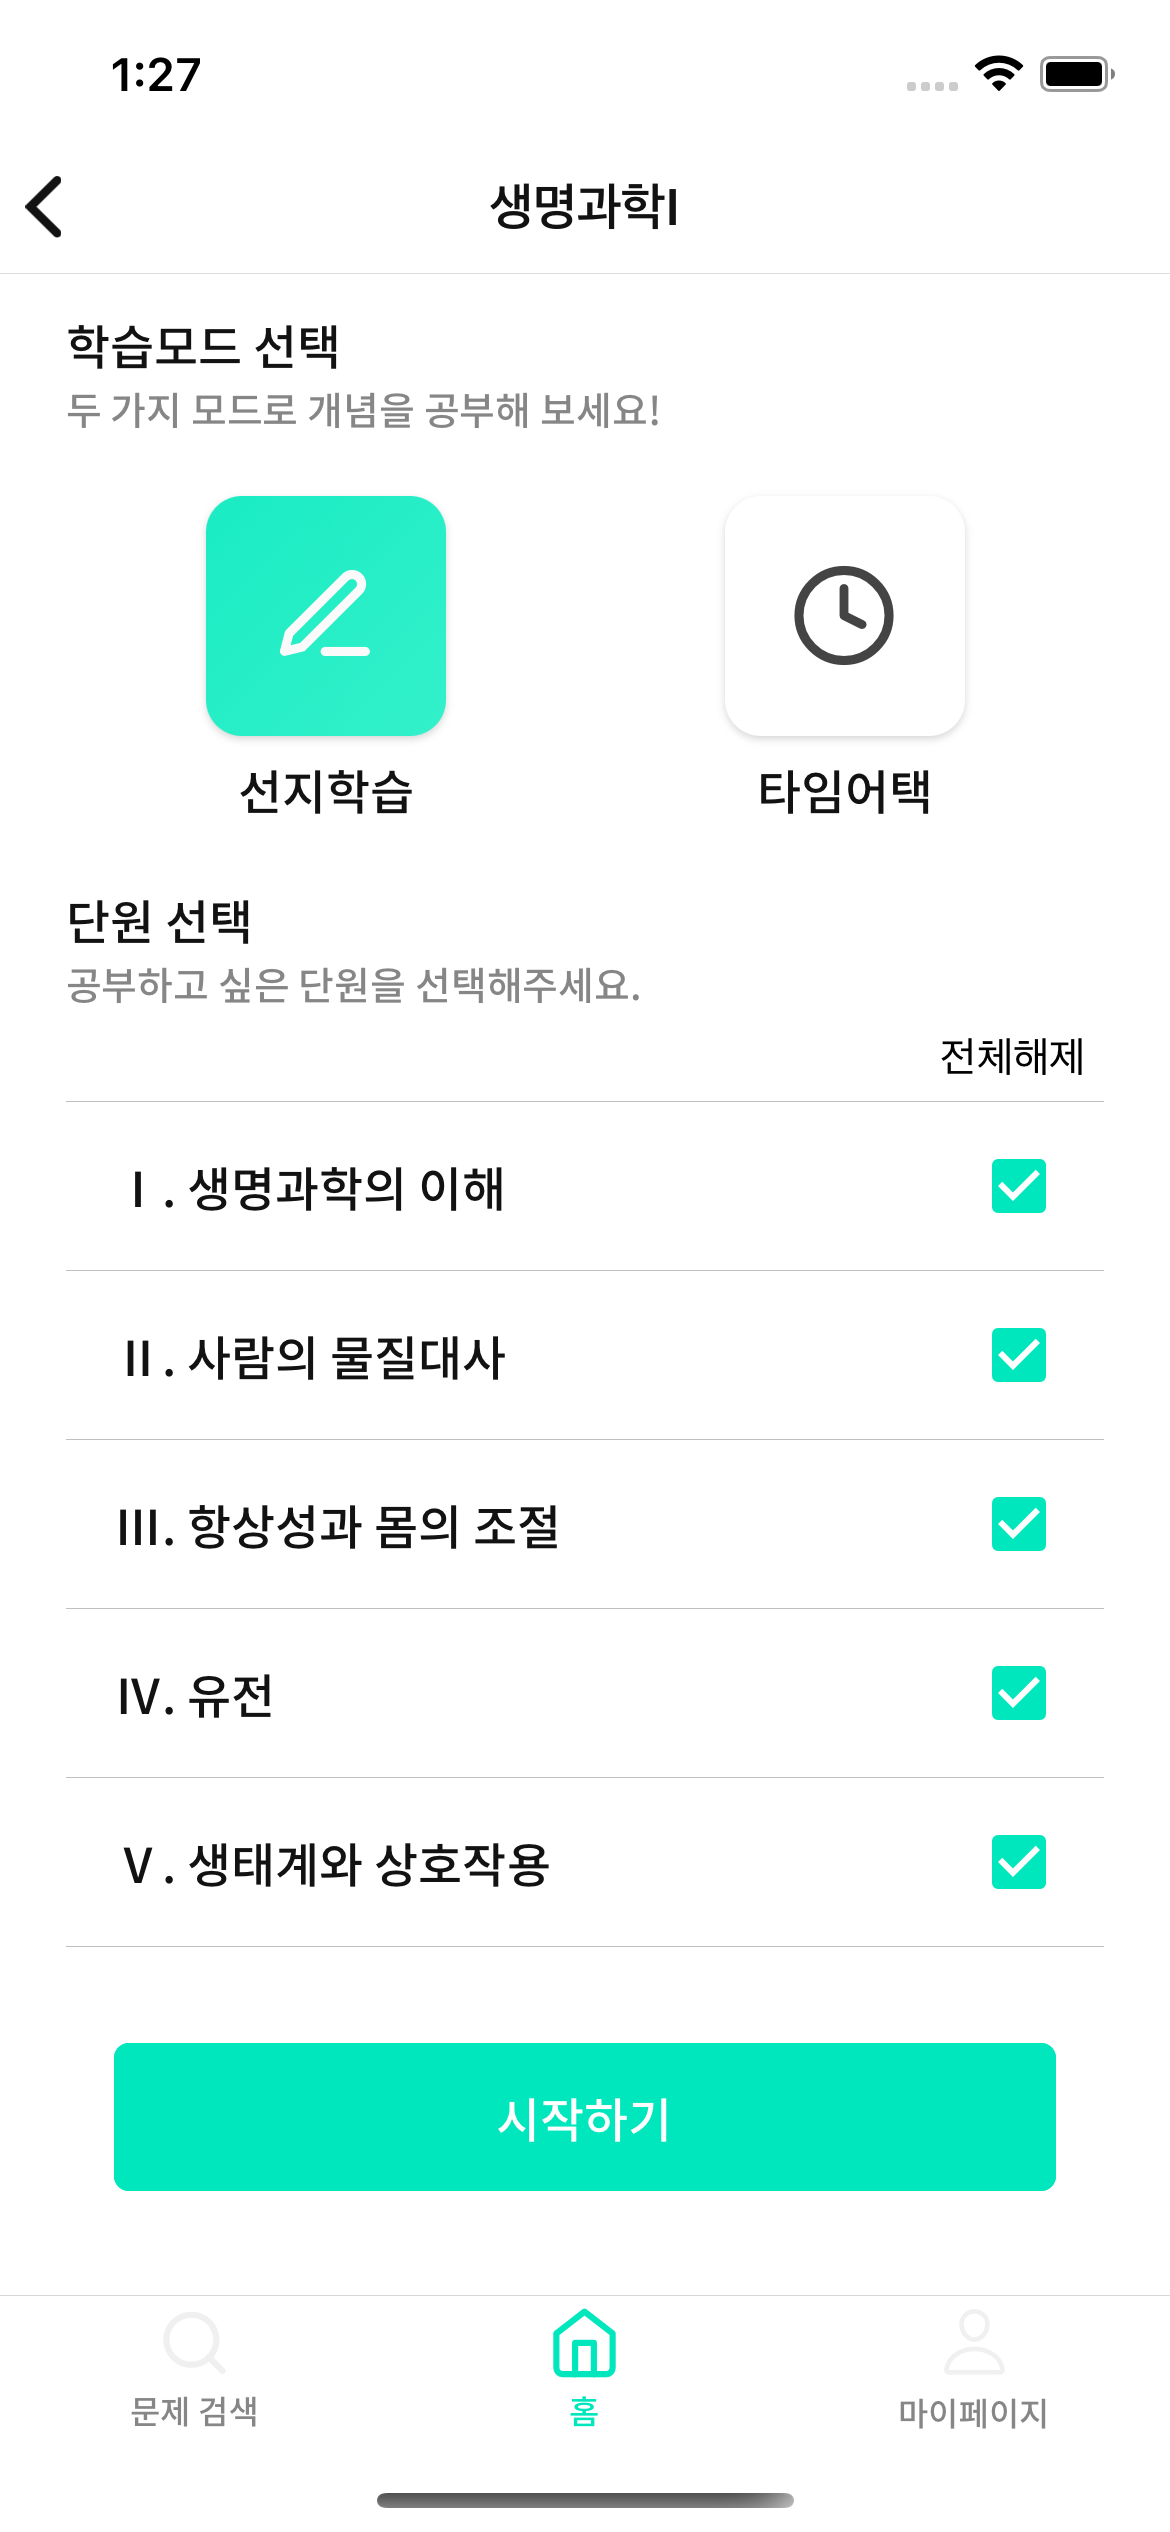 1:27
생명과학I
학습모드 선택
두 가지 모드로 개념을 공부해 보세요!
선지학습
타임어택
단원 선택
공부하고 싶은 단원을 선택해주세요.
전체해제
Ⅰ. 생명과학의 이해
Ⅱ. 사람의 물질대사
Ⅲ. 항상성과 몸의 조절
Ⅳ. 유전
Ⅴ. 생태계와 상호작용
시작하기
문제 검색
홈
마이페이지